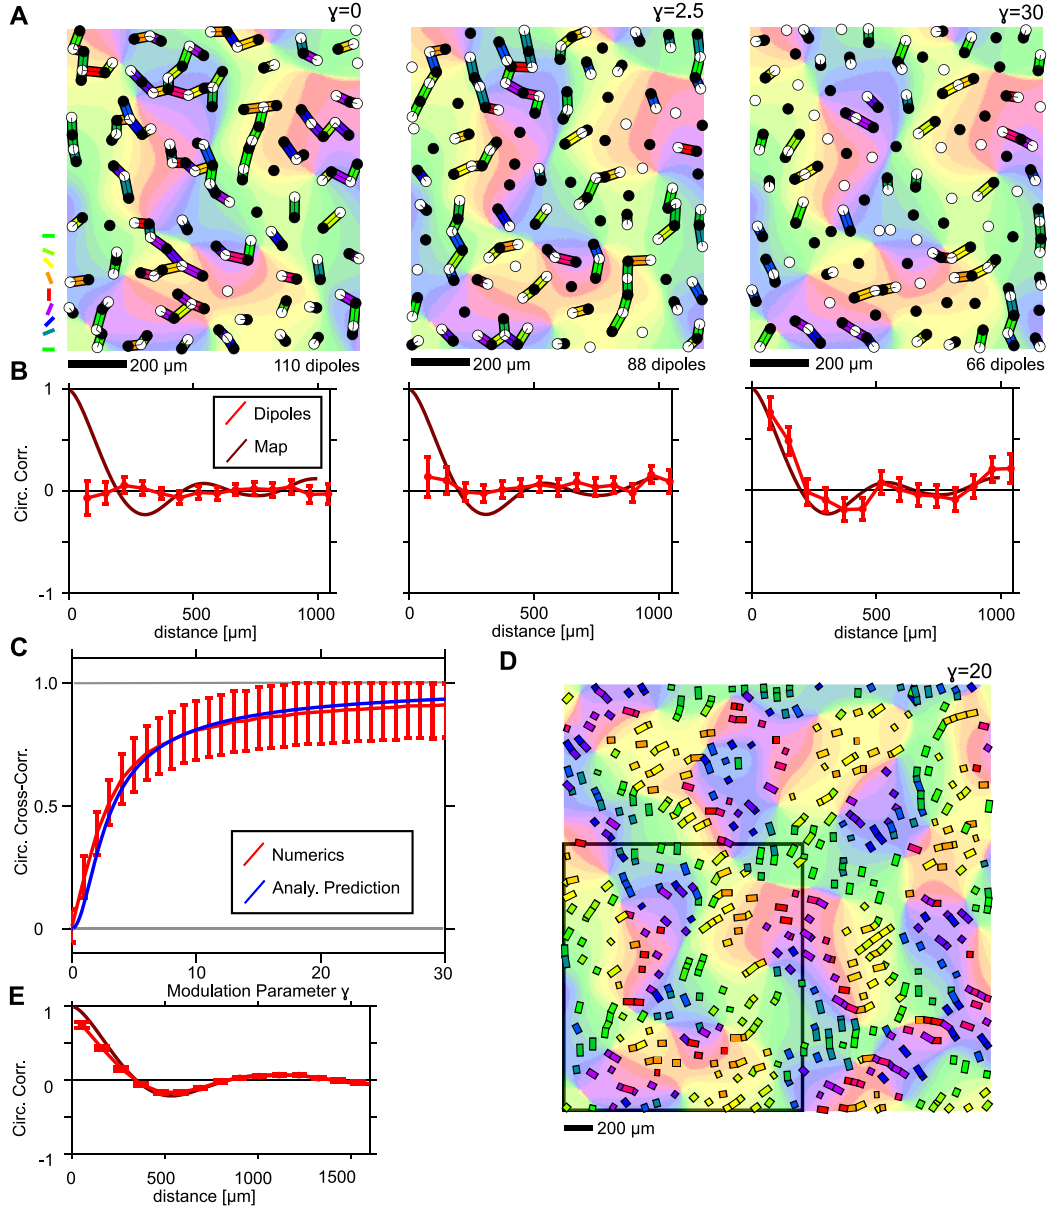 A
ɣ=0
ɣ=2.5
ɣ=30
200 µm
110 dipoles
200 µm
88 dipoles
200 µm
66 dipoles
B
1
0
-1
Circ. Corr.
Dipoles
Map
0
500
1000
distance [µm]
0
500
1000
distance [µm]
0
500
1000
distance [µm]
C
1.0
0.5
0
Circ. Cross-Corr.
Numerics
Analy. Prediction
0
10
20
30
Modulation Parameter ɣ
D
ɣ=20
200 µm
E
1
0
-1
Circ. Corr.
0
500
1000
1500
distance [µm]